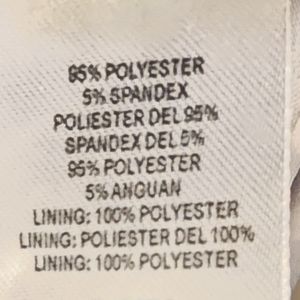 95% POLYESTER
5% SPANDEX
POLIESTER DEL 95%
SPANDEX DEL 5%
95% POLYESTER
5% ANGUAN
LINING: 100% POLYESTER
LINING: POLIESTER DEL 100%
LINING: 100% POLYESTER